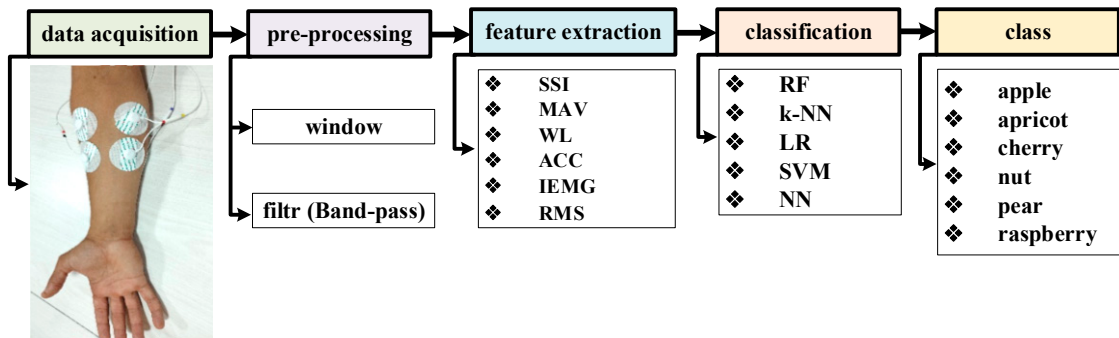 data acquisition
pre-processing
feature extraction
classification
class
window
filtr (Band-pass)
❖ SSI
❖ MAV
❖ WL
❖ ACC
❖ IEMG
❖ RMS
❖ RF
❖ k-NN
❖ LR
❖ SVM
❖ NN
❖ apple
❖ apricot
❖ cherry
❖ nut
❖ pear
❖ raspberry